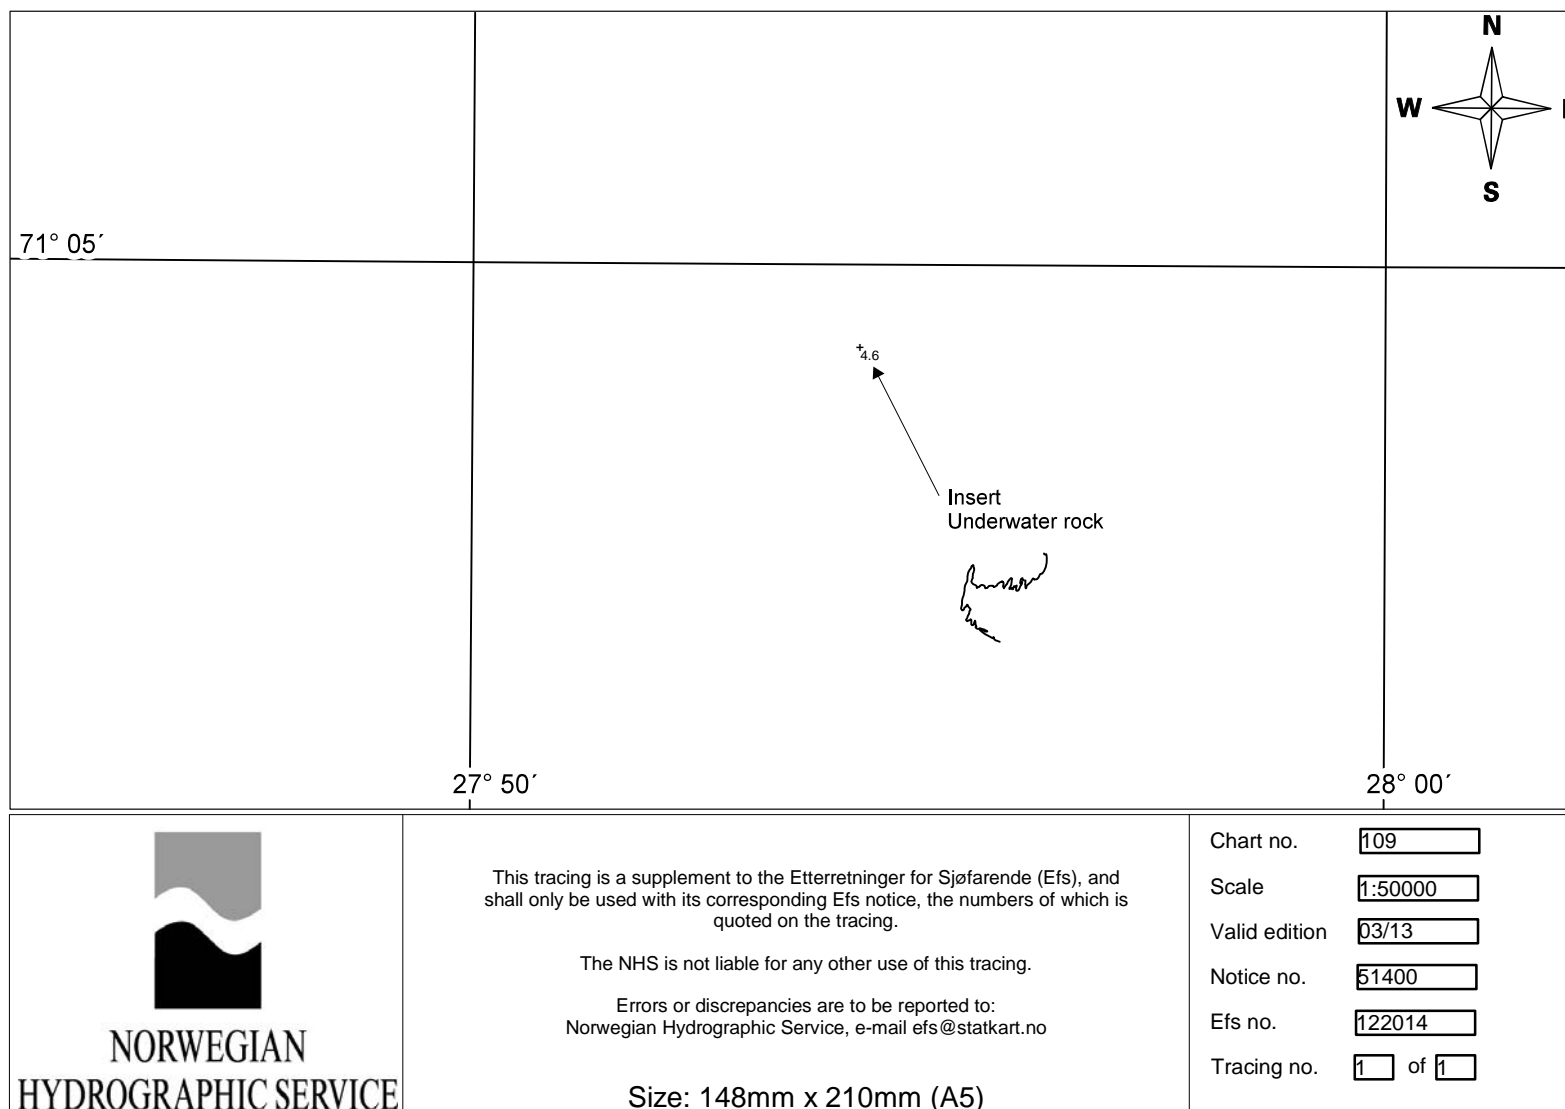 N
W
S
71° 05′
4.6
Insert
Underwater rock
27° 50′
28° 00′
NORWEGIAN
HYDROGRAPHIC SERVICE
This tracing is a supplement to the Etterretninger for Sjøfarende (Efs), and
shall only be used with its corresponding Efs notice, the numbers of which is
quoted on the tracing.
The NHS is not liable for any other use of this tracing.
Errors or discrepancies are to be reported to:
Norwegian Hydrographic Service, e-mail efs@statkart.no
Size: 148mm x 210mm (A5)
Chart no. 109
Scale 1:50000
Valid edition 03/13
Notice no. 51400
Efs no. 122014
Tracing no. 1 of 1